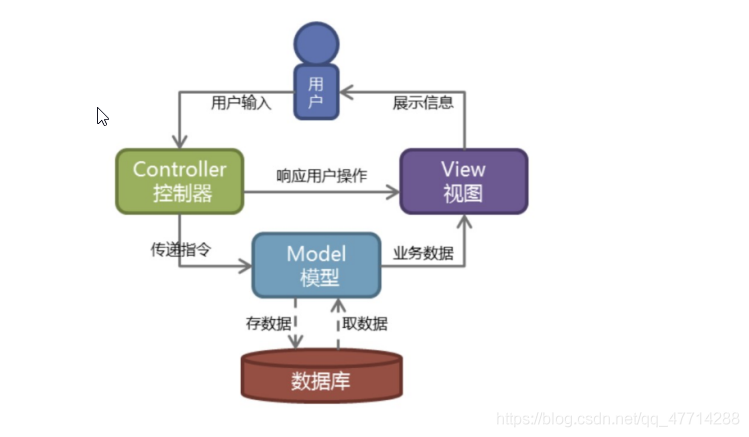 用
户
用户输入
展示信息
Controller
控制器
响应用户操作
View
视图
传递指令
Model
模型
业务数据
存数据
取数据
数据库
https://blog.csdn.net/qq_47714288